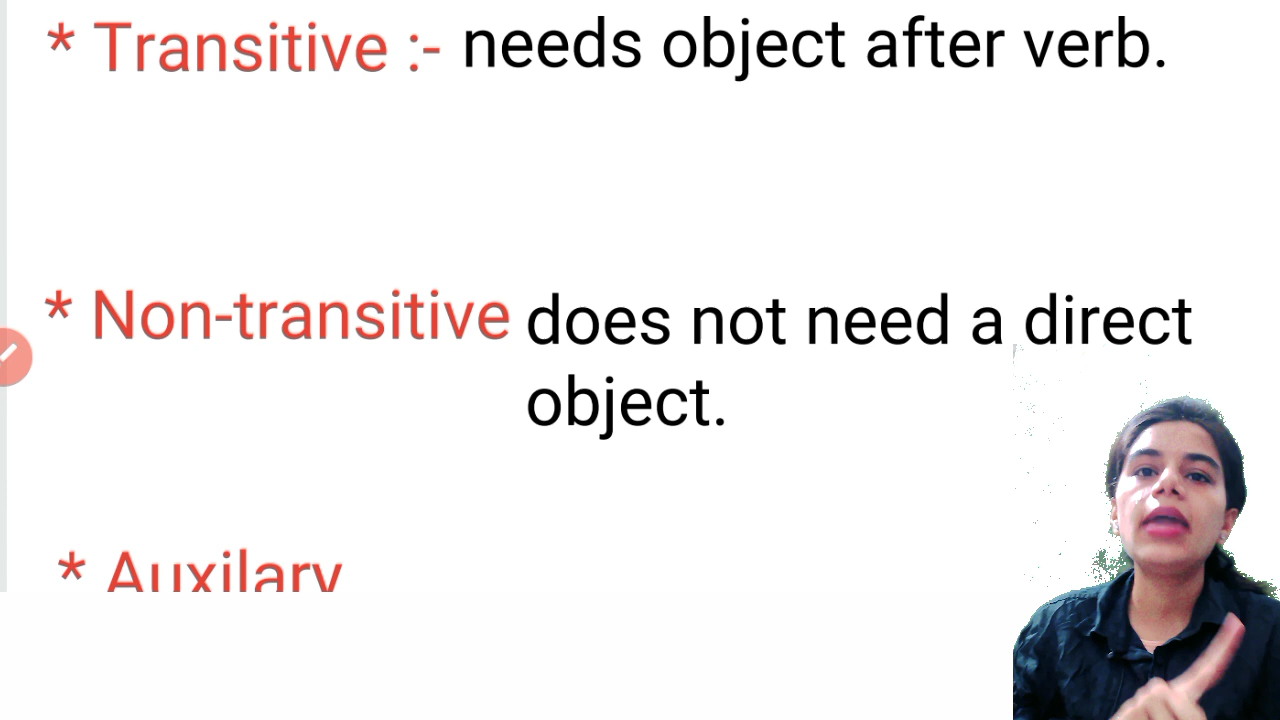 * Transitive :- needs object after verb.
* Non-transitive does not need a direct
object.
* Auxilary